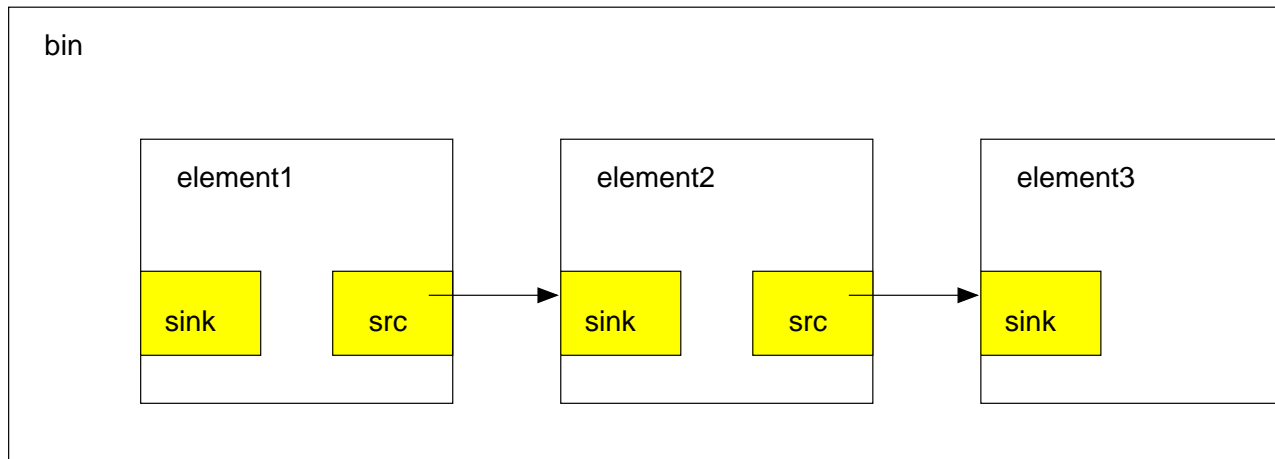 bin
element1
element2
element3
sink
src
sink
src
sink